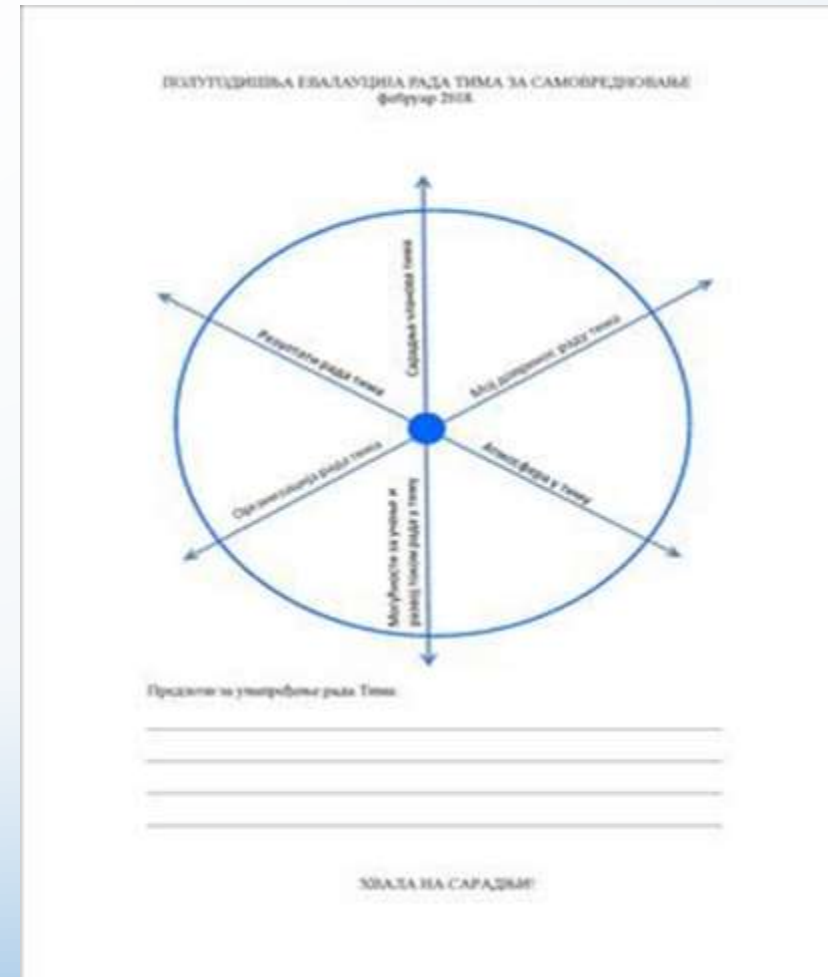 ПОЛУГОДИШЊА ЕВАЛАУЦИЈА РАДА ТИМА ЗА САМОВРЕДНОВАЊЕ
фебруар 2018.
Сарадња чланова тима
Мој допринос раду тима
Атмосфера у тиму
Могућности за учење и
развој током рада у тиму
Организација рада тима
Резултати рада тима
Предлози за унапређење рада Тима:
ХВАЛА НА САРАДЊИ!